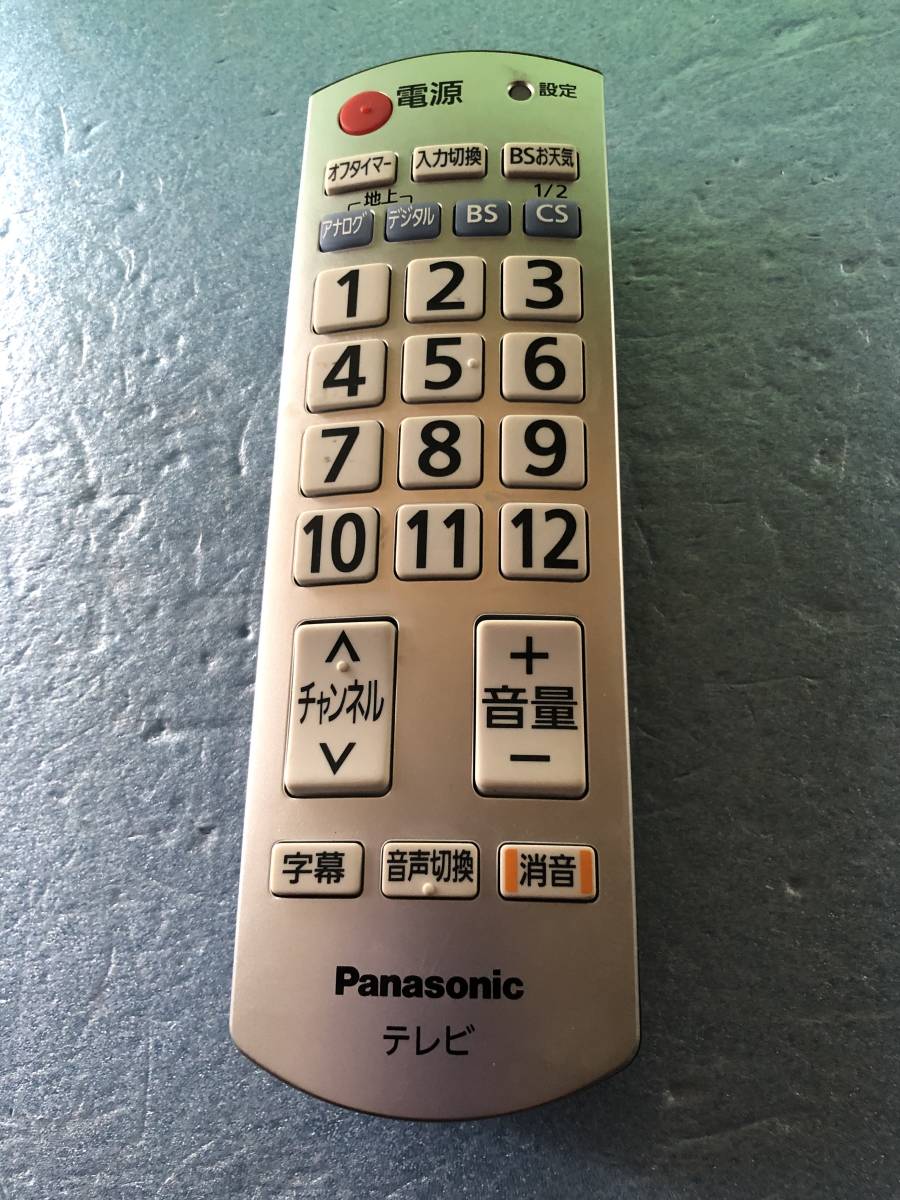 電源 設定
オフタイマー 入力切換 BSお天気
地上 1/2
アナログ デジタル BS CS
1 2 3
4 5 6
7 8 9
10 11 12
∧ +
チャンネル 音量
∨ −
字幕 音声切換 消音
Panasonic
テレビ